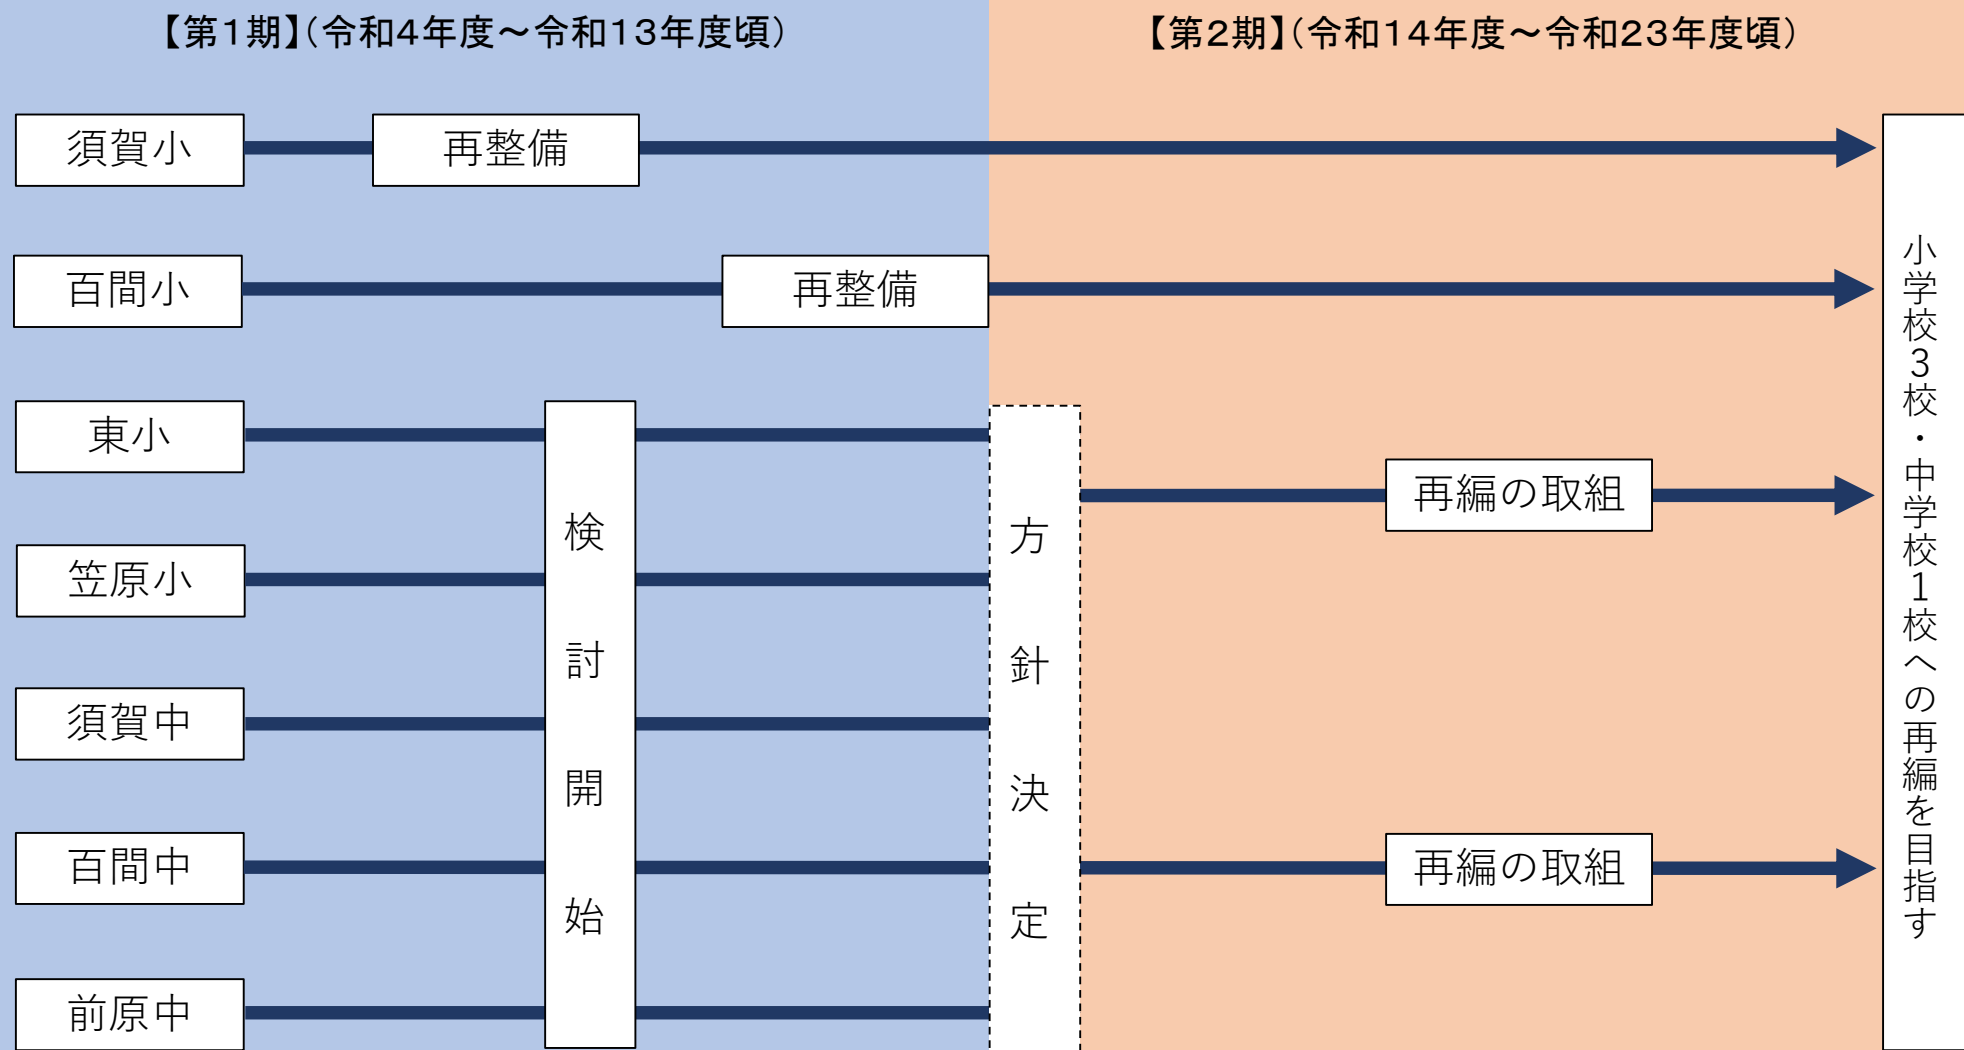 【第1期】（令和4年度～令和13年度頃）
【第2期】（令和14年度～令和23年度頃）
須賀小
再整備
百間小
再整備
東小
笠原小
須賀中
百間中
前原中
検討開始
方針決定
再編の取組
再編の取組
小学校3校・中学校1校への再編を目指す